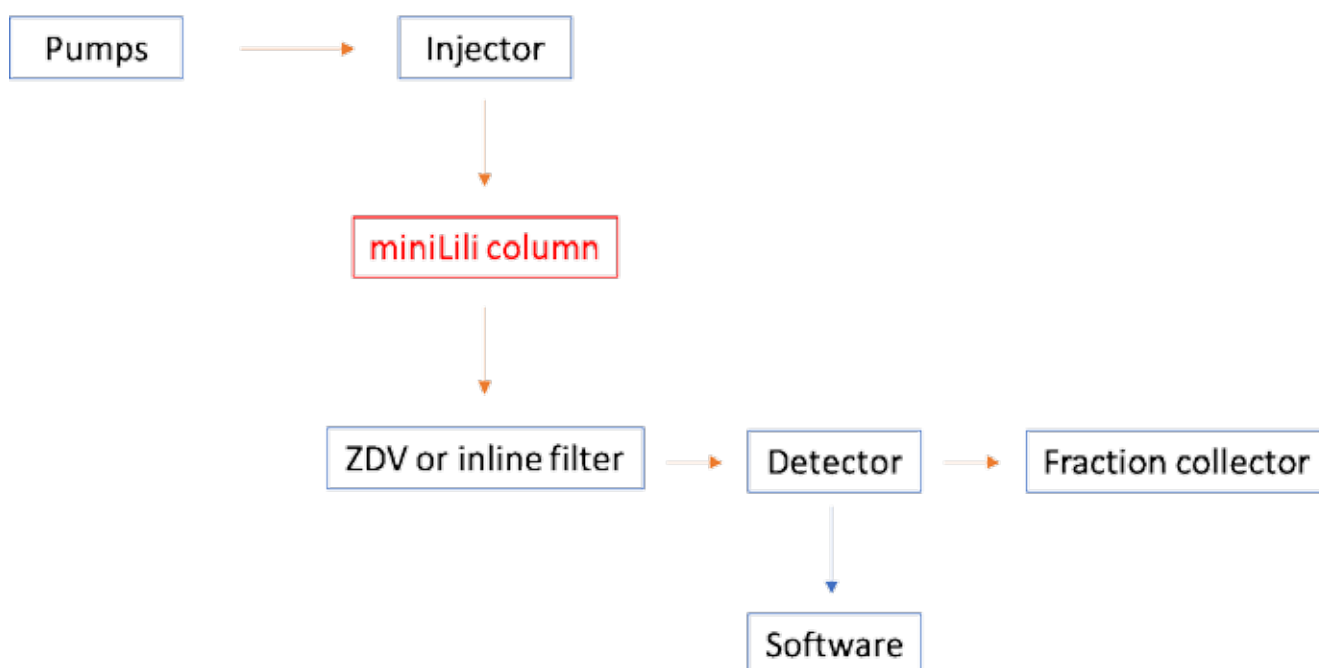 Pumps
Injector
miniLili column
ZDV or inline filter
Detector
Fraction collector
Software